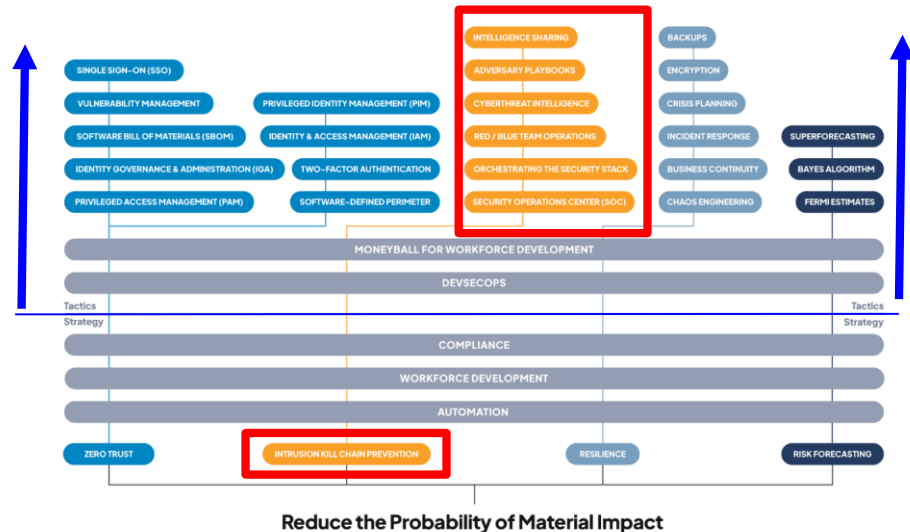 INTELLIGENCE SHARING
BACKUPS
SINGLE SIGN-ON (SSO)
ADVERSARY PLAYBOOKS
ENCRYPTION
VULNERABILITY MANAGEMENT
PRIVILEGED IDENTITY MANAGEMENT (PIM)
CYBERTHREAT INTELLIGENCE
CRISIS PLANNING
SOFTWARE BILL OF MATERIALS (SBOM)
IDENTITY & ACCESS MANAGEMENT (IAM)
RED / BLUE TEAM OPERATIONS
INCIDENT RESPONSE
SUPERFORECASTING
IDENTITY GOVERNANCE & ADMINISTRATION (IGA)
TWO-FACTOR AUTHENTICATION
ORCHESTRATING THE SECURITY STACK
BUSINESS CONTINUITY
BAYES ALGORITHM
PRIVILEGED ACCESS MANAGEMENT (PAM)
SOFTWARE-DEFINED PERIMETER
SECURITY OPERATIONS CENTER (SOC)
CHAOS ENGINEERING
FERMI ESTIMATES
MONEYBALL FOR WORKFORCE DEVELOPMENT
DEVSECOPS
Tactics
Tactics
Strategy
Strategy
COMPLIANCE
WORKFORCE DEVELOPMENT
AUTOMATION
ZERO TRUST
INTRUSION KILL CHAIN PREVENTION
RESILIENCE
RISK FORECASTING
Reduce the Probability of Material Impact